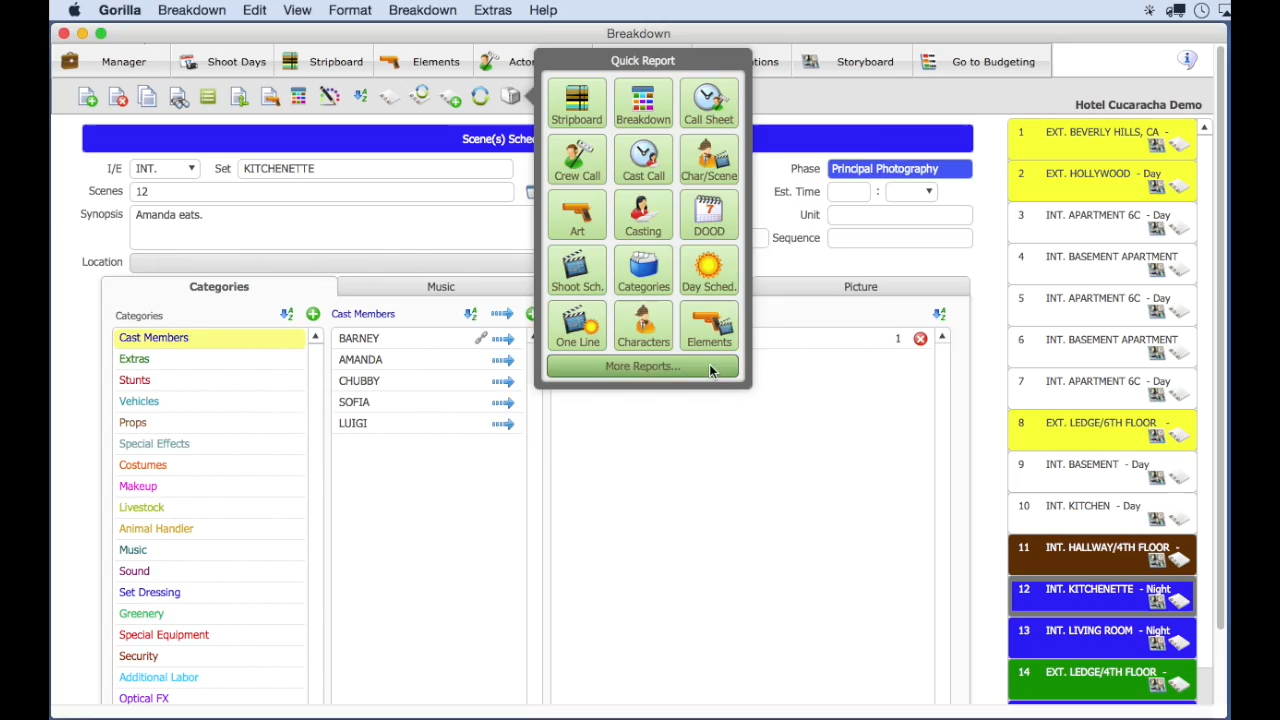 Gorilla Breakdown Edit View Format Breakdown Extras Help
Breakdown
Manager Shoot Days Stripboard Elements Storyboard Go to Budgeting
Quick Report
Stripboard Breakdown Call Sheet
Crew Call Cast Call Char/Scene
Art Casting DOOD
Shoot Sch. Categories Day Sched.
One Line Characters Elements
More Reports...
Hotel Cucaracha Demo
I/E INT. Set KITCHENETTE
Scenes 12
Synopsis Amanda eats.
Location
Phase Principal Photography
Est. Time :
Unit
Sequence
Categories Music Picture
Categories
Cast Members
Extras
Stunts
Vehicles
Props
Special Effects
Costumes
Makeup
Livestock
Animal Handler
Music
Sound
Set Dressing
Greenery
Special Equipment
Security
Additional Labor
Optical FX
Cast Members
BARNEY
AMANDA
CHUBBY
SOFIA
LUIGI
1
1 EXT. BEVERLY HILLS, CA -
2 EXT. HOLLYWOOD - Day
3 INT. APARTMENT 6C - Day
4 INT. BASEMENT APARTMENT
5 INT. APARTMENT 6C - Day
6 INT. BASEMENT APARTMENT
7 INT. APARTMENT 6C - Day
8 EXT. LEDGE/6TH FLOOR -
9 INT. BASEMENT - Day
10 INT. KITCHEN - Day
11 INT. HALLWAY/4TH FLOOR -
12 INT. KITCHENETTE - Night
13 INT. LIVING ROOM - Night
14 EXT. LEDGE/4TH FLOOR -